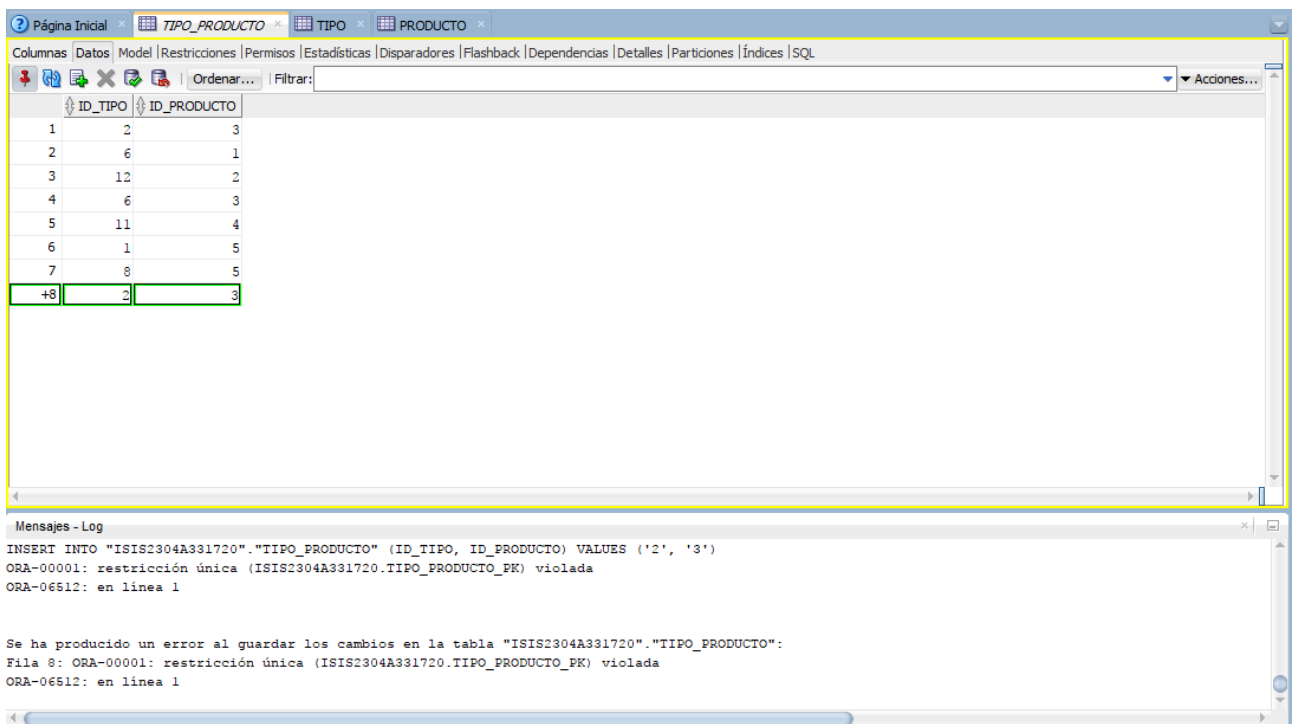 Página Inicial TIPO_PRODUCTO TIPO PRODUCTO
Columnas Datos Model |Restricciones |Permisos |Estadísticas |Disparadores |Flashback |Dependencias |Detalles |Particiones |Índices |SQL
Ordenar... Filtrar: Acciones...
ID_TIPO ID_PRODUCTO
1 2 3
2 6 1
3 12 2
4 6 3
5 11 4
6 1 5
7 8 5
+8 2 3
Mensajes - Log
INSERT INTO "ISIS2304A331720"."TIPO_PRODUCTO" (ID_TIPO, ID_PRODUCTO) VALUES ('2', '3')
ORA-00001: restricción única (ISIS2304A331720.TIPO_PRODUCTO_PK) violada
ORA-06512: en línea 1
Se ha producido un error al guardar los cambios en la tabla "ISIS2304A331720"."TIPO_PRODUCTO":
Fila 8: ORA-00001: restricción única (ISIS2304A331720.TIPO_PRODUCTO_PK) violada
ORA-06512: en línea 1